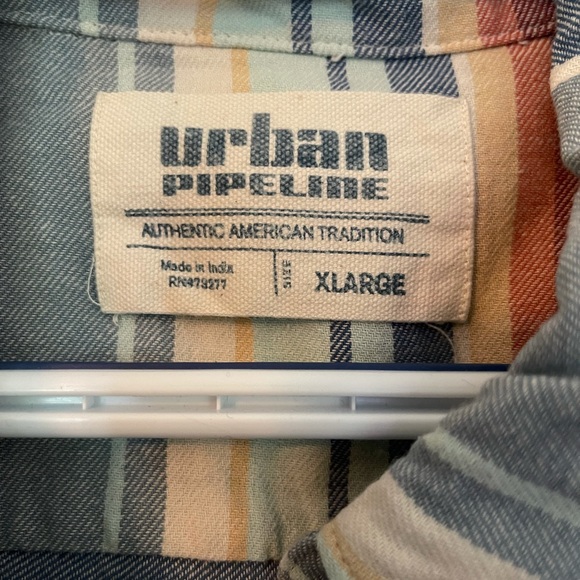 urban
PIPELINE
AUTHENTIC AMERICAN TRADITION
Made in India
RN#73277
SIZE
XLARGE